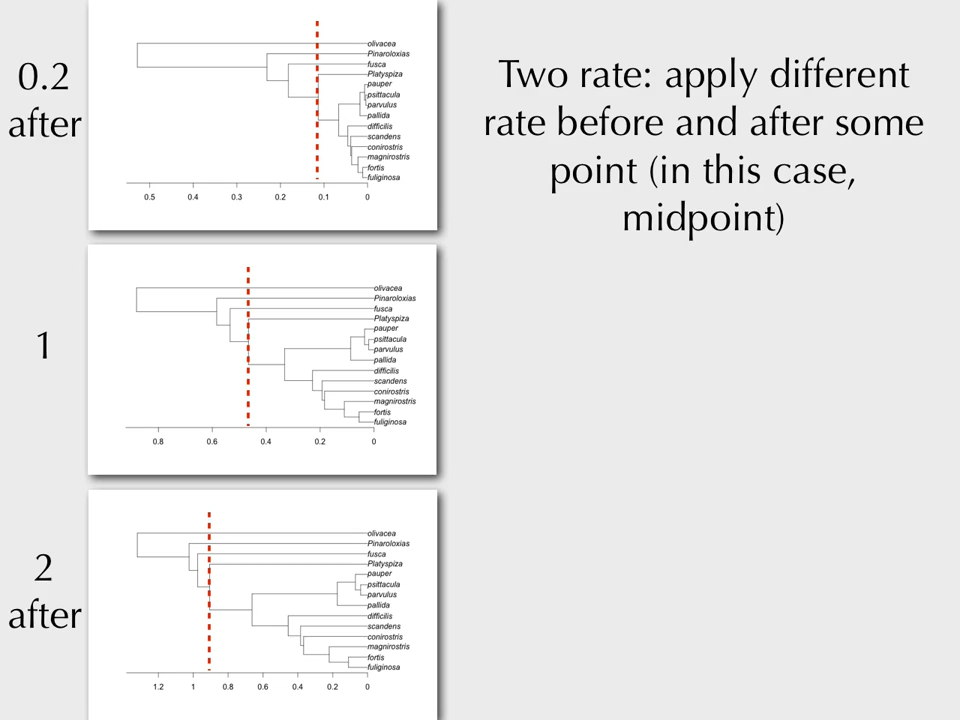 0.2
after
olivacea
Pinaroloxias
fusca
Platyspiza
pauper
psittacula
parvulus
pallida
difficilis
scandens
conirostris
magnirostris
fortis
fuliginosa
0.5 0.4 0.3 0.2 0.1 0
Two rate: apply different
rate before and after some
point (in this case,
midpoint)
1
olivacea
Pinaroloxias
fusca
Platyspiza
pauper
psittacula
parvulus
pallida
difficilis
scandens
conirostris
magnirostris
fortis
fuliginosa
0.8 0.6 0.4 0.2 0
2
after
olivacea
Pinaroloxias
fusca
Platyspiza
pauper
psittacula
parvulus
pallida
difficilis
scandens
conirostris
magnirostris
fortis
fuliginosa
1.2 1 0.8 0.6 0.4 0.2 0